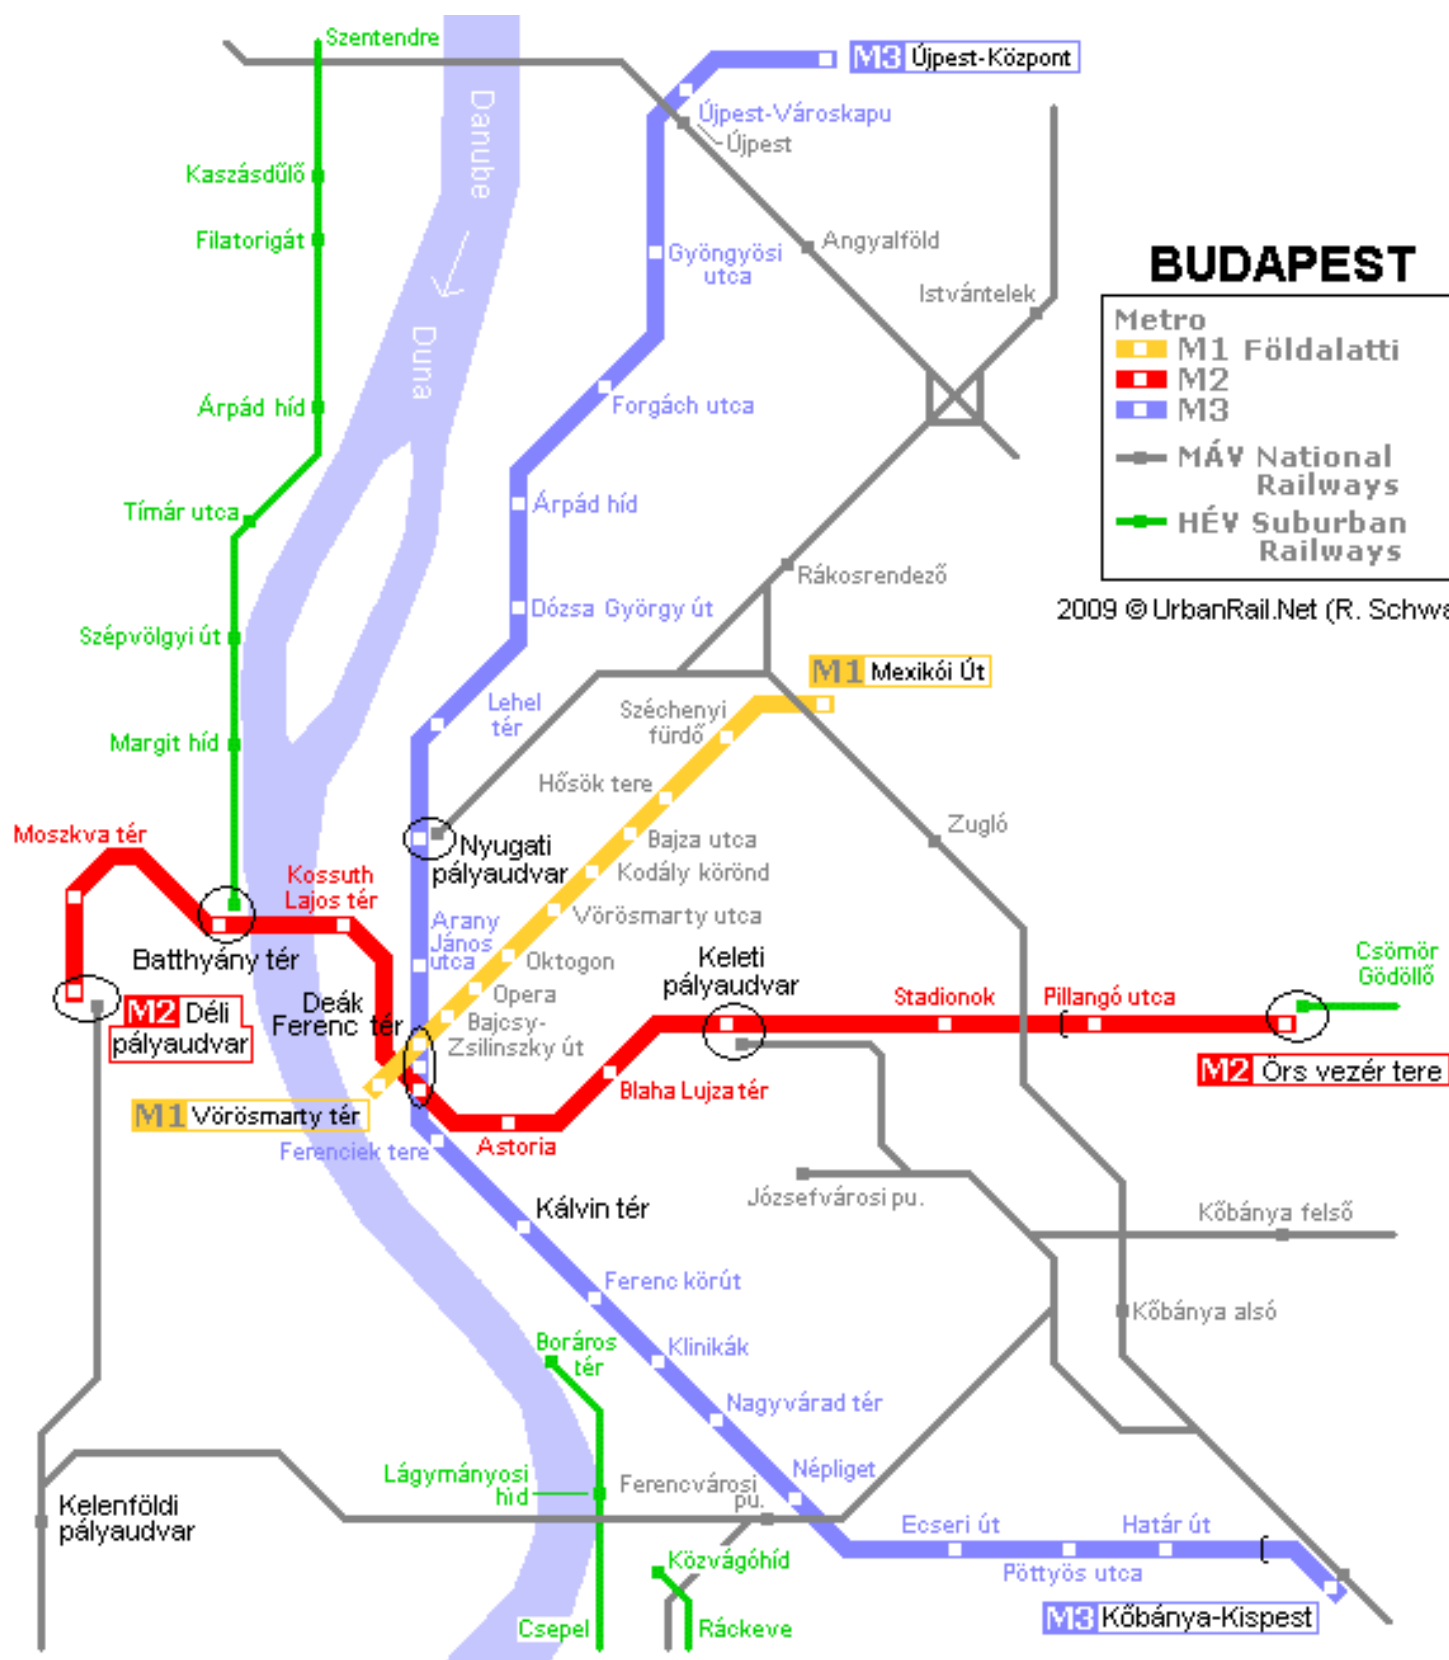 Szentendre
M3 Újpest-Központ
Danube
Újpest-Városkapu
Újpest
Kaszásdűlő
Filatorigát
Angyalföld
Gyöngyösi
utca
BUDAPEST
Istvántelek
Metro
M1 Földalatti
M2
M3
MÁV National
Railways
HÉV Suburban
Railways
2009 © UrbanRail.Net (R. Schwa
Duna
Árpád híd
Forgách utca
Tímár utca
Árpád híd
Rákosrendező
Dózsa György út
Szépvölgyi út
M1 Mexikói Út
Lehel
tér
Széchenyi
fürdő
Margit híd
Hősök tere
Moszkva tér
Nyugati
pályaudvar
Bajza utca
Zugló
Kossuth
Lajos tér
Kodály körönd
Arany
János
utca
Vörösmarty utca
Batthyány tér
Oktogon
Keleti
pályaudvar
Csömör
Gödöllő
M2 Déli
pályaudvar
Deák
Ferenc tér
Opera
Stadionok
Pillangó utca
Bajcsy-
Zsilinszky út
M2 Örs vezér tere
Blaha Lujza tér
M1 Vörösmarty tér
Ferenciek tere
Astoria
Kálvin tér
Józsefvárosi pu.
Kőbánya felső
Ferenc körút
Kőbánya alsó
Boráros
tér
Klinikák
Nagyvárad tér
Lágymányosi
híd
Ferencvárosi
pu.
Népliget
Kelenföldi
pályaudvar
Ecseri út
Határ út
Közvágóhíd
Pöttyös utca
Csepel
Ráckeve
M3 Kőbánya-Kispest